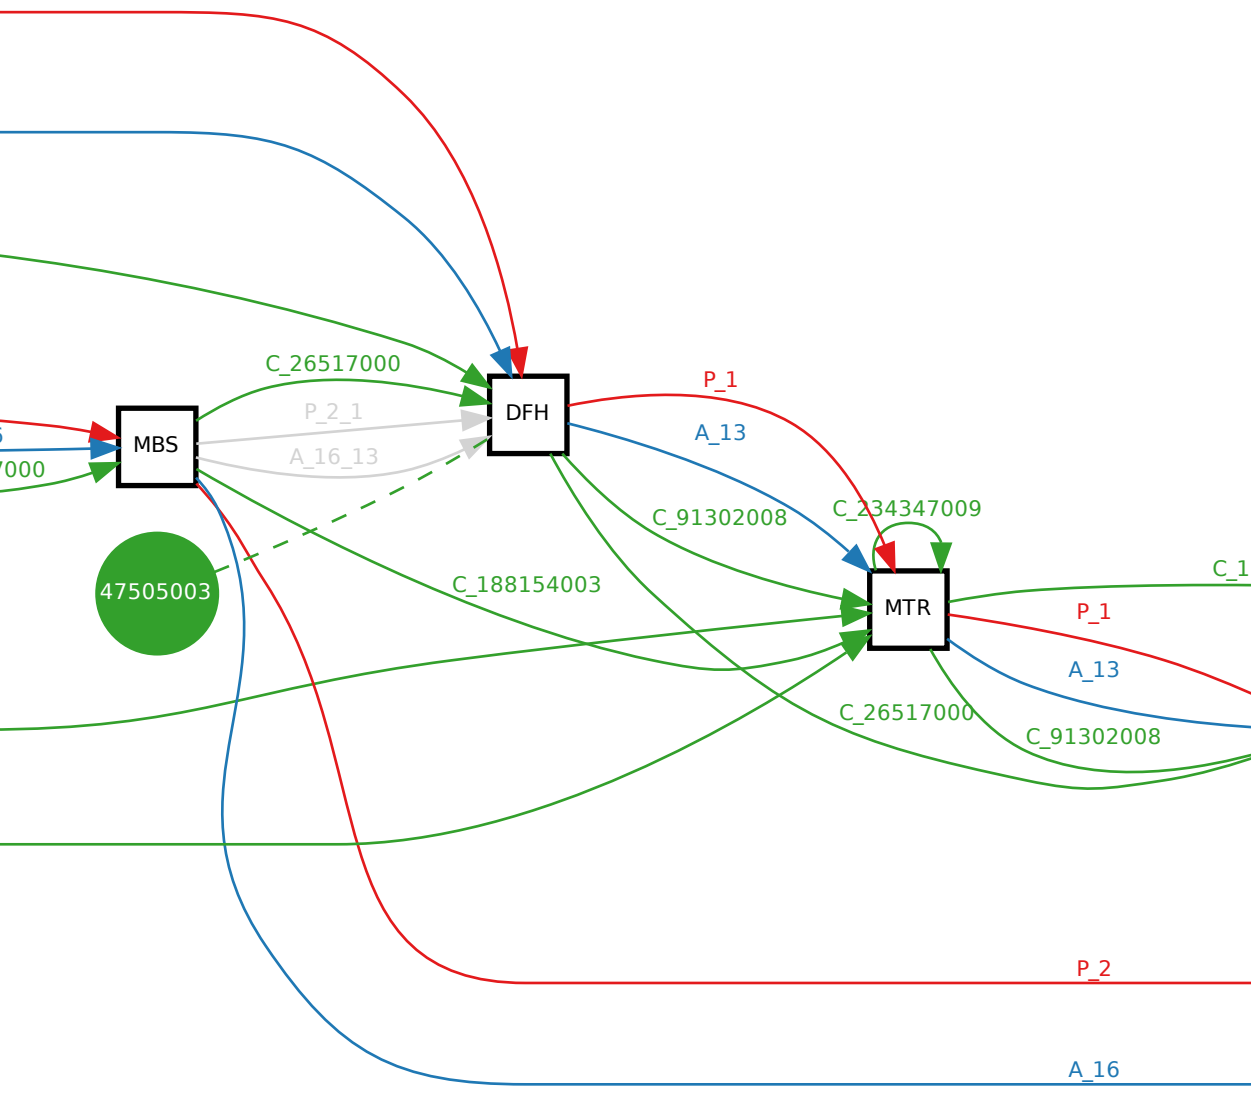 C_26517000
P_1
P_2_1
DFH
A_13
MBS
A_16_13
7000
C_234347009
C_91302008
C_1
C_188154003
47505003
MTR
P_1
A_13
C_26517000
C_91302008
P_2
A_16